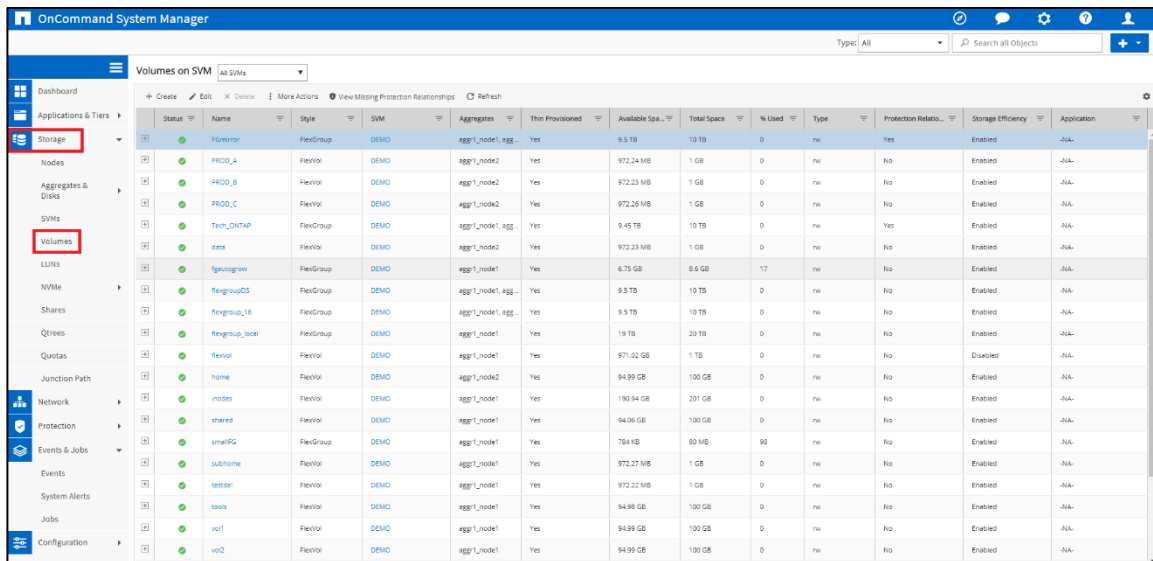 OnCommand System Manager
Type: All Search all Objects
Volumes on SVM All SVMs
Dashboard
Applications & Tiers
Storage
Nodes
Aggregates &
Disks
SVMs
Volumes
LUNs
NVMe
Shares
Qtrees
Quotas
Junction Path
Network
Protection
Events & Jobs
Events
System Alerts
Jobs
Configuration
Create Edit Delete More Actions View Missing Protection Relationships Refresh
Status Name Style SVM Aggregates Thin Provisioned Available Spa... Total Space % Used Type Protection Relatio... Storage Efficiency Application
FGmirror FlexGroup DEMO aggr1_node1, agg... Yes 9.5 TB 10 TB 0 rw Yes Enabled -NA-
PROD_A FlexVol DEMO aggr1_node2 Yes 972.24 MB 1 GB 0 rw No Enabled -NA-
PROD_B FlexVol DEMO aggr1_node2 Yes 972.23 MB 1 GB 0 rw No Enabled -NA-
PROD_C FlexVol DEMO aggr1_node2 Yes 972.26 MB 1 GB 0 rw No Enabled -NA-
Tech_ONTAP FlexGroup DEMO aggr1_node1, agg... Yes 9.45 TB 10 TB 0 rw Yes Enabled -NA-
data FlexVol DEMO aggr1_node2 Yes 972.23 MB 1 GB 0 rw No Enabled -NA-
fgautogrow FlexGroup DEMO aggr1_node1 Yes 6.75 GB 8.6 GB 17 rw No Enabled -NA-
flexgroupDS FlexGroup DEMO aggr1_node1, agg... Yes 9.5 TB 10 TB 0 rw No Enabled -NA-
flexgroup_16 FlexGroup DEMO aggr1_node1, agg... Yes 9.5 TB 10 TB 0 rw No Enabled -NA-
flexgroup_local FlexGroup DEMO aggr1_node1 Yes 19 TB 20 TB 0 rw No Enabled -NA-
flexvol FlexVol DEMO aggr1_node1 Yes 971.02 GB 1 TB 0 rw No Disabled -NA-
home FlexVol DEMO aggr1_node2 Yes 94.99 GB 100 GB 0 rw No Enabled -NA-
inodes FlexVol DEMO aggr1_node1 Yes 190.94 GB 201 GB 0 rw No Enabled -NA-
shared FlexVol DEMO aggr1_node1 Yes 94.06 GB 100 GB 0 rw No Enabled -NA-
smallFG FlexGroup DEMO aggr1_node1 Yes 784 KB 80 MB 98 rw No Enabled -NA-
subhome FlexVol DEMO aggr1_node1 Yes 972.27 MB 1 GB 0 rw No Enabled -NA-
testdel FlexVol DEMO aggr1_node1 Yes 972.22 MB 1 GB 0 rw No Enabled -NA-
tools FlexVol DEMO aggr1_node1 Yes 94.98 GB 100 GB 0 rw No Enabled -NA-
vol1 FlexVol DEMO aggr1_node1 Yes 94.99 GB 100 GB 0 rw No Enabled -NA-
vol2 FlexVol DEMO aggr1_node1 Yes 94.99 GB 100 GB 0 rw No Enabled -NA-